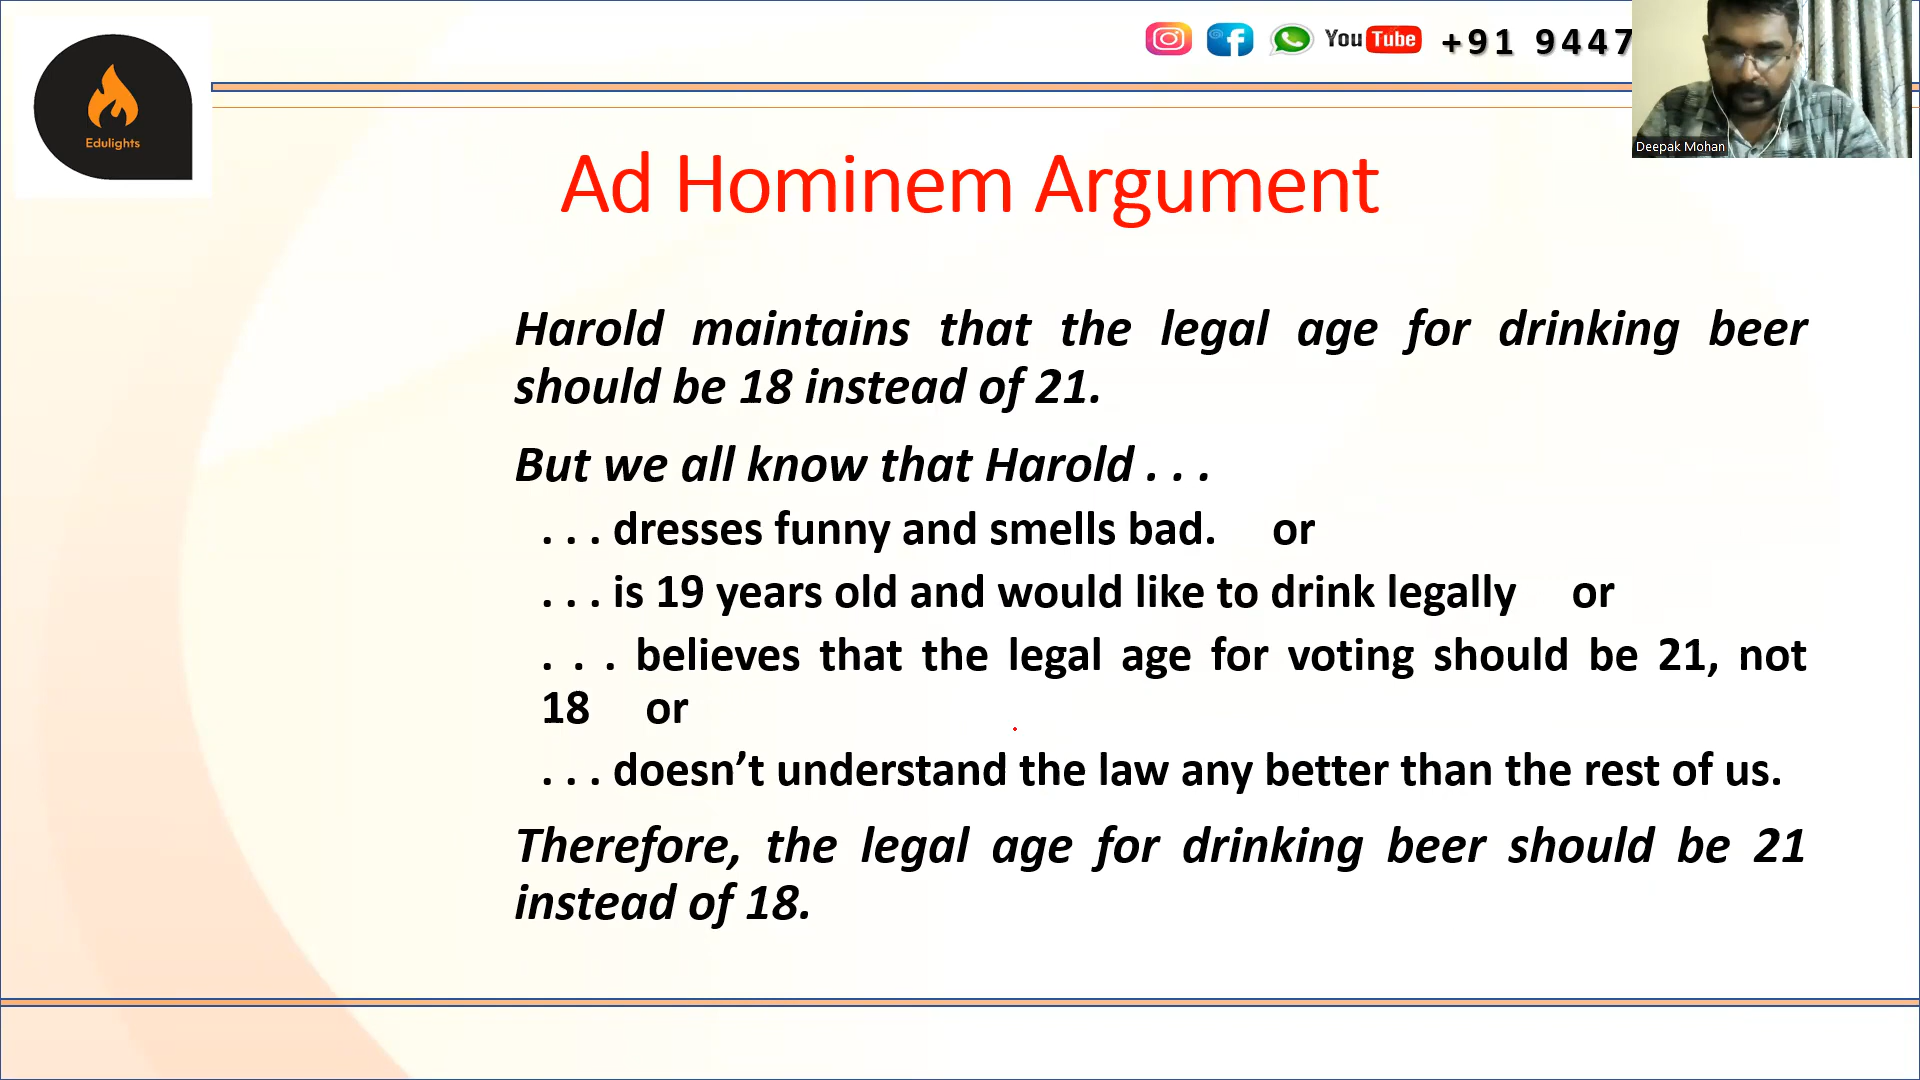 YouTube +91 9447
Edulights
Deepak Mohan
Ad Hominem Argument
Harold maintains that the legal age for drinking beer
should be 18 instead of 21.
But we all know that Harold . . .
. . . dresses funny and smells bad. or
. . . is 19 years old and would like to drink legally or
. . . believes that the legal age for voting should be 21, not
18 or
. . . doesn’t understand the law any better than the rest of us.
Therefore, the legal age for drinking beer should be 21
instead of 18.